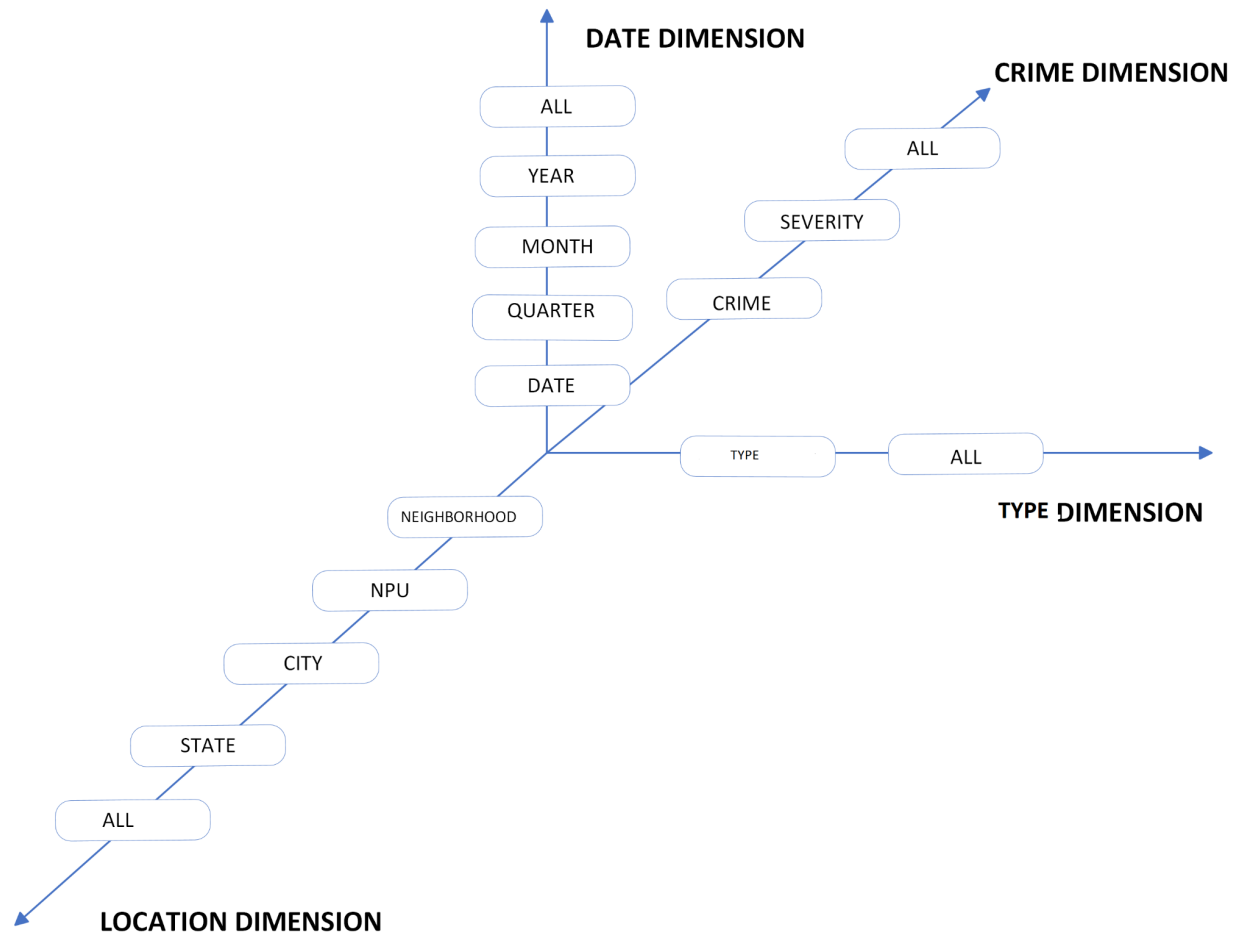 DATE DIMENSION
CRIME DIMENSION
ALL
ALL
YEAR
SEVERITY
MONTH
CRIME
QUARTER
DATE
TYPE
ALL
TYPE DIMENSION
NEIGHBORHOOD
NPU
CITY
STATE
ALL
LOCATION DIMENSION